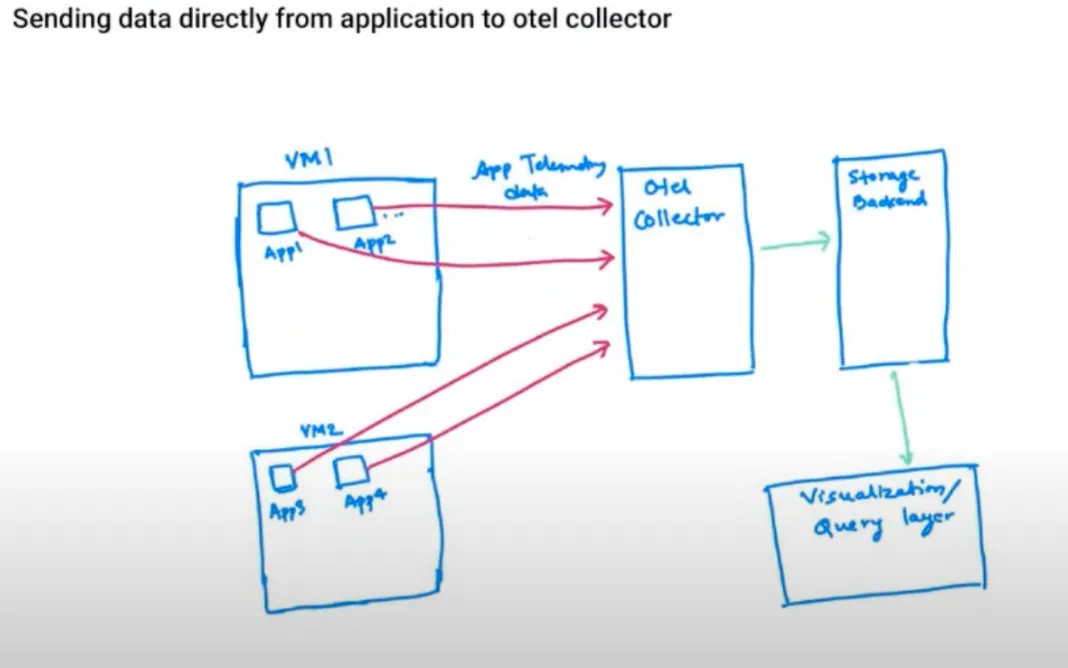 Sending data directly from application to otel collector
VM1
App Telemetry
data
Otel
Collector
Storage
Backend
App1
App2
...
VM2
App3
App4
Visualization/
Query layer